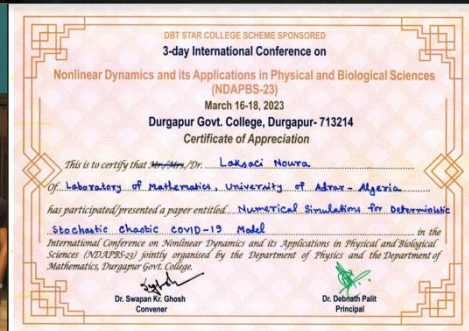 DBT STAR COLLEGE SCHEME SPONSORED
3-day International Conference on
Nonlinear Dynamics and its Applications in Physical and Biological Sciences
(NDAPBS-23)
March 16-18, 2023
Durgapur Govt. College, Durgapur- 713214
Certificate of Appreciation
This is to certify that Mr./Mrs./Dr. Laksaci Noura
Of Laboratory of Mathematics, University of Adrar - Algeria
has participated/presented a paper entitled Numerical Simulations for Deterministic
Stochastic Chaotic COVID-19 Model in the
International Conference on Nonlinear Dynamics and its Applications in Physical and Biological
Sciences (NDAPBS-23) jointly organised by the Department of Physics and the Department of
Mathematics, Durgapur Govt. College.
Dr. Swapan Kr. Ghosh
Convener
Dr. Debnath Palit
Principal